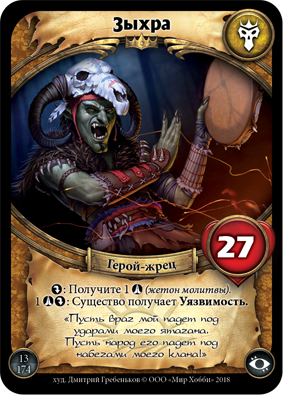 Зыхра
27
Герой-жрец
: Получите 1 (жетон молитвы).
1 : Существо получает Уязвимость.
«Пусть враг мой падет под
ударами моего ятагана.
Пусть народ его падет под
набегами моего клана!»
13
174
худ. Дмитрий Гребеньков © ООО «Мир Хобби» 2018